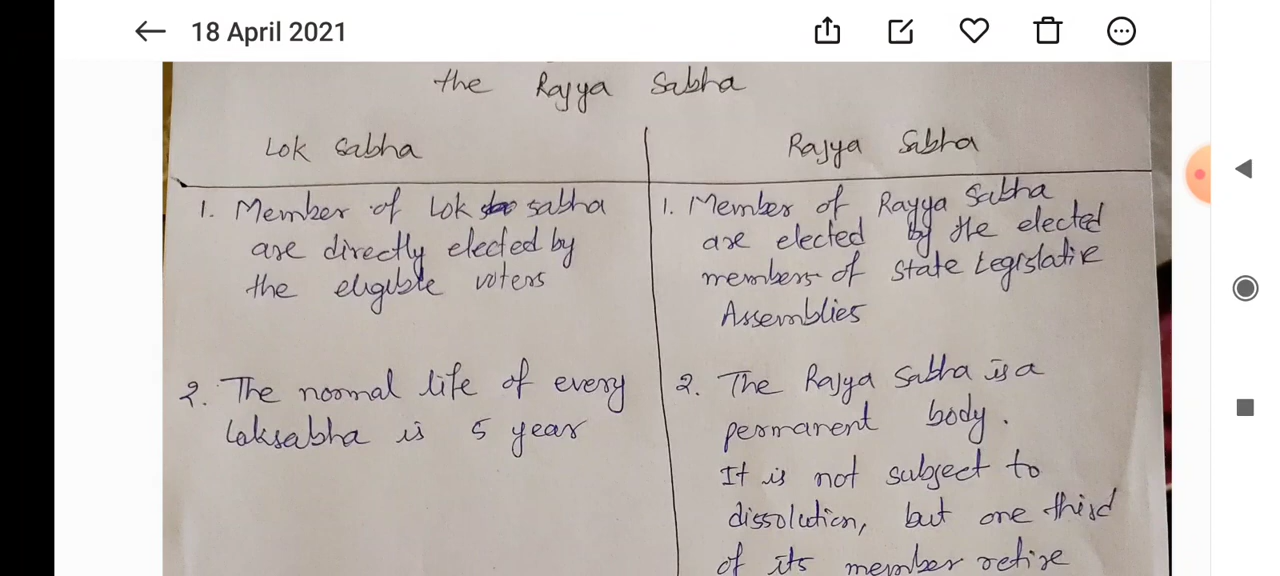 18 April 2021
the Rajya Sabha
Lok Sabha
Rajya Sabha
1. Member of Lok sabha
are directly elected by
the eligible voters
2. The normal life of every
Loksabha is 5 year
1. Member of Rayya Sabha
are elected by the elected
members of State Legislative
Assemblies
2. The Rajya Sabha is a
permanent body.
It is not subject to
dissolution, but one third
of its member retire